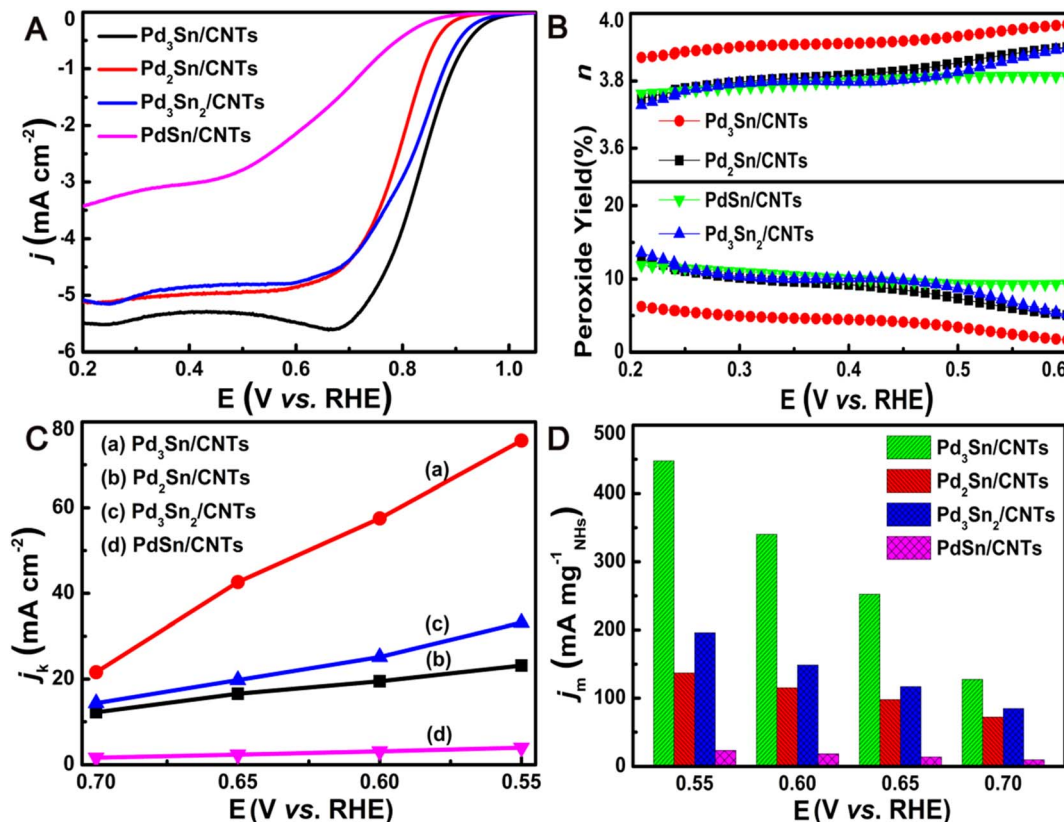 A
Pd₃Sn/CNTs
Pd₂Sn/CNTs
Pd₃Sn₂/CNTs
PdSn/CNTs
0
-1
-2
-3
-4
-5
-6
j (mA cm⁻²)
0.2 0.4 0.6 0.8 1.0
E (V vs. RHE)
B
4.0
3.8
3.6
n
Pd₃Sn/CNTs
Pd₂Sn/CNTs
PdSn/CNTs
Pd₃Sn₂/CNTs
20
10
0
Peroxide Yield(%)
0.2 0.3 0.4 0.5 0.6
E (V vs. RHE)
C
(a) Pd₃Sn/CNTs
(b) Pd₂Sn/CNTs
(c) Pd₃Sn₂/CNTs
(d) PdSn/CNTs
(a)
(c)
(b)
(d)
80
60
40
20
0
jₖ (mA cm⁻²)
0.70 0.65 0.60 0.55
E (V vs. RHE)
D
Pd₃Sn/CNTs
Pd₂Sn/CNTs
Pd₃Sn₂/CNTs
PdSn/CNTs
500
450
200
100
0
jₘ (mA mg⁻¹ NHs)
0.55 0.60 0.65 0.70
E (V vs. RHE)